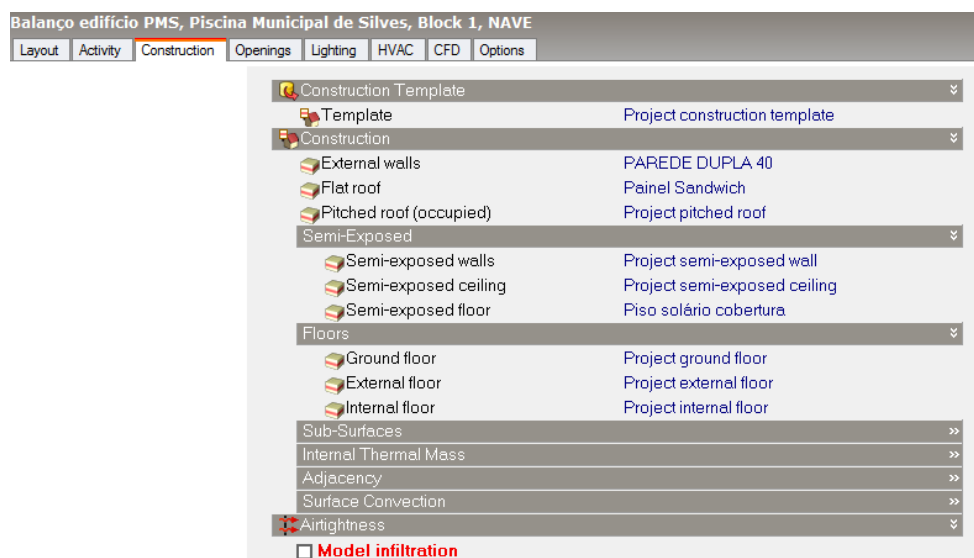 Balanço edifício PMS, Piscina Municipal de Silves, Block 1, NAVE
Layout Activity Construction Openings Lighting HVAC CFD Options
Construction Template
Template Project construction template
Construction
External walls PAREDE DUPLA 40
Flat roof Painel Sandwich
Pitched roof (occupied) Project pitched roof
Semi-Exposed
Semi-exposed walls Project semi-exposed wall
Semi-exposed ceiling Project semi-exposed ceiling
Semi-exposed floor Piso solário cobertura
Floors
Ground floor Project ground floor
External floor Project external floor
Internal floor Project internal floor
Sub-Surfaces
Internal Thermal Mass
Adjacency
Surface Convection
Airtightness
Model infiltration